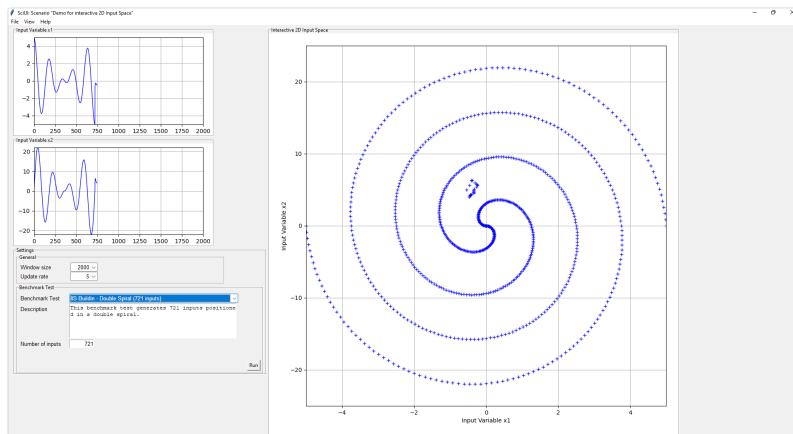 SciUI: Scenario "Demo for interactive 2D Input Space"
File View Help
Input Variable x1
4
2
0
−2
−4
0 250 500 750 1000 1250 1500 1750 2000
Input Variable x2
20
10
0
−10
−20
0 250 500 750 1000 1250 1500 1750 2000
Settings
General
Window size 2000
Update rate 5
Benchmark Test
Benchmark Test IIS Buildin - Double Spiral (721 inputs)
Description This benchmark test generates 721 inputs positione
d in a double spiral.
Number of inputs 721
Run
Interactive 2D Input Space
Input Variable x2
20
10
0
−10
−20
−4 −2 0 2 4
Input Variable x1